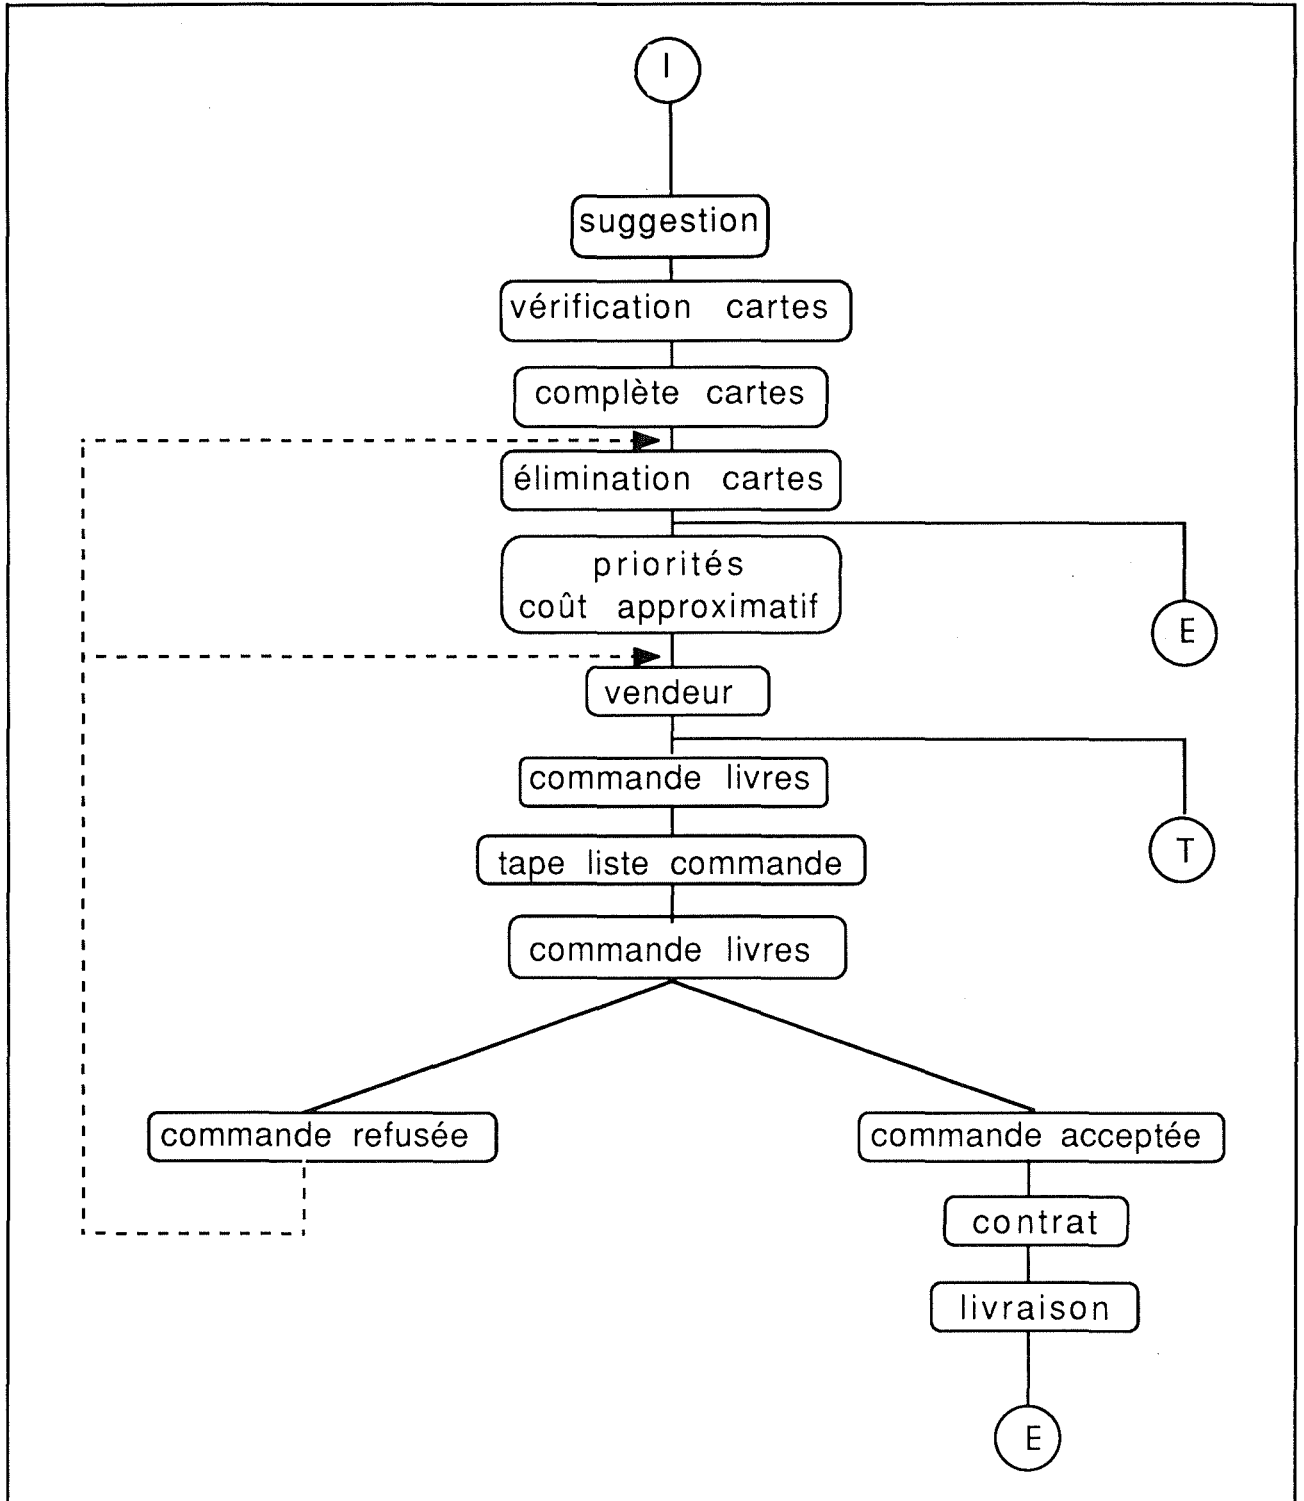 I
suggestion
vérification cartes
complète cartes
élimination cartes
priorités
coût approximatif
E
vendeur
commande livres
tape liste commande
T
commande livres
commande refusée
commande acceptée
contrat
livraison
E